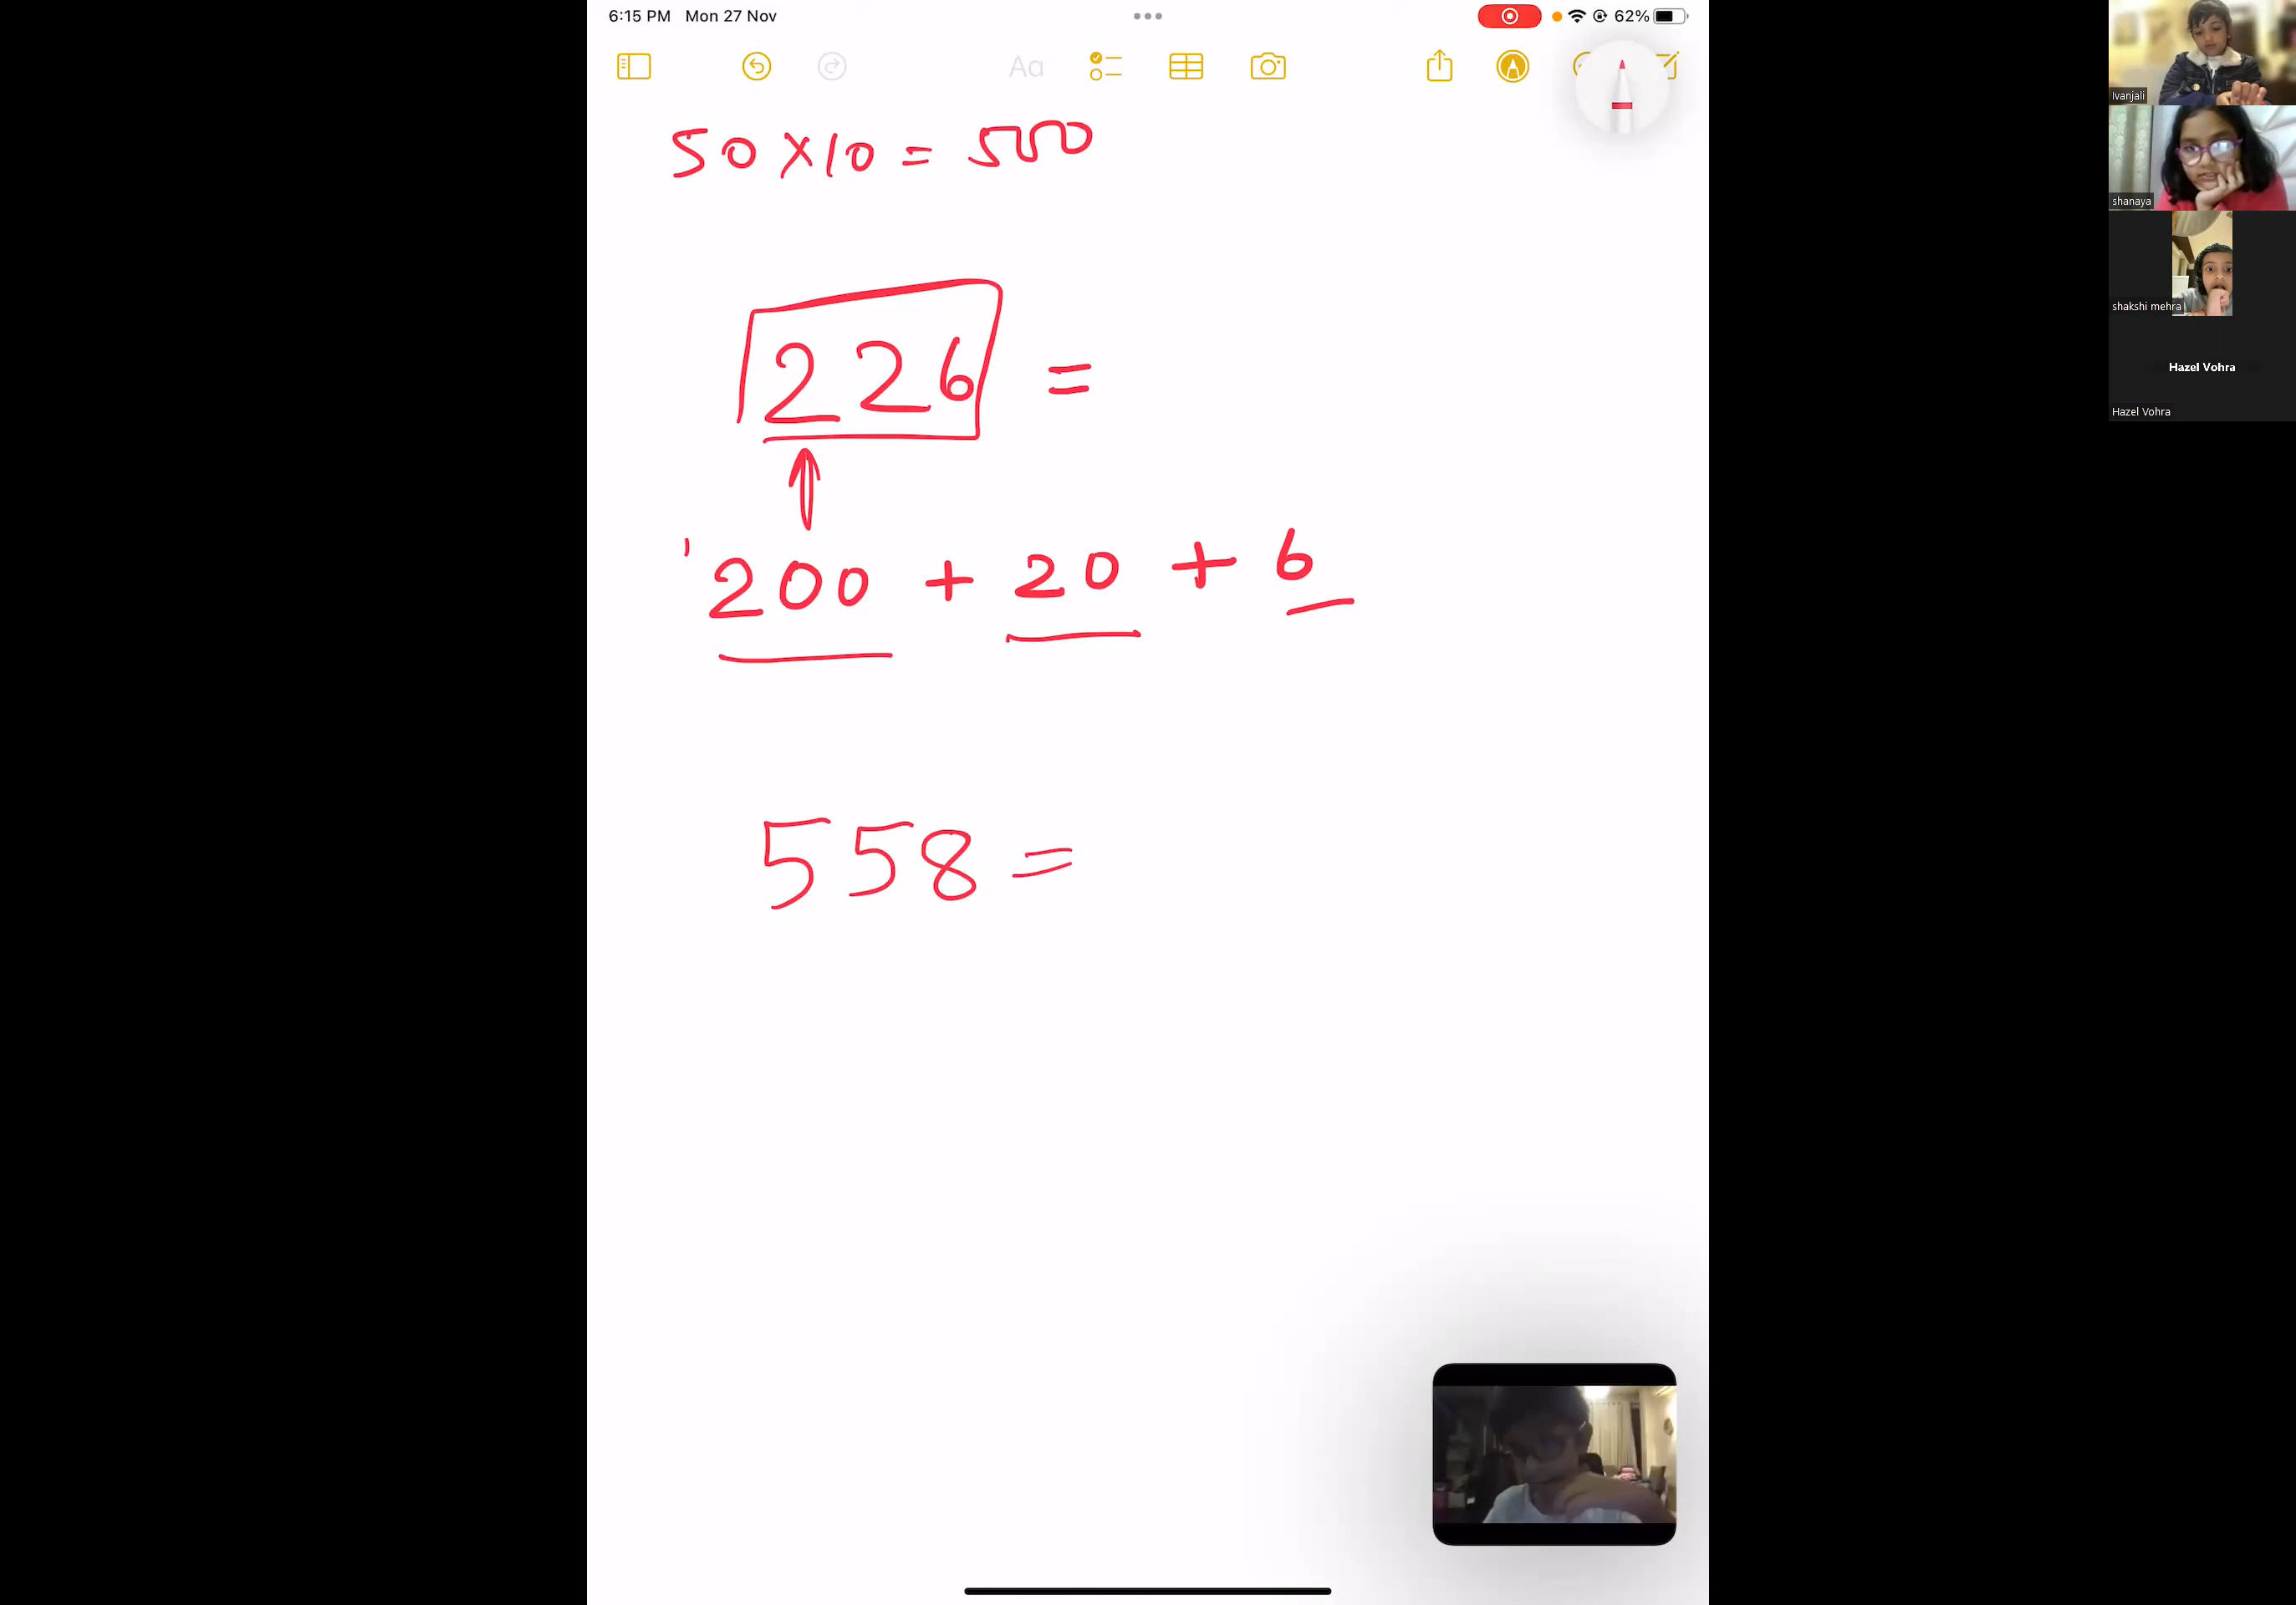 6:15 PM Mon 27 Nov
62%
Aa
50 × 10 = 500
226 =
200 + 20 + 6
558 =
Ivanjali
shanaya
shakshi mehra
Hazel Vohra
Hazel Vohra